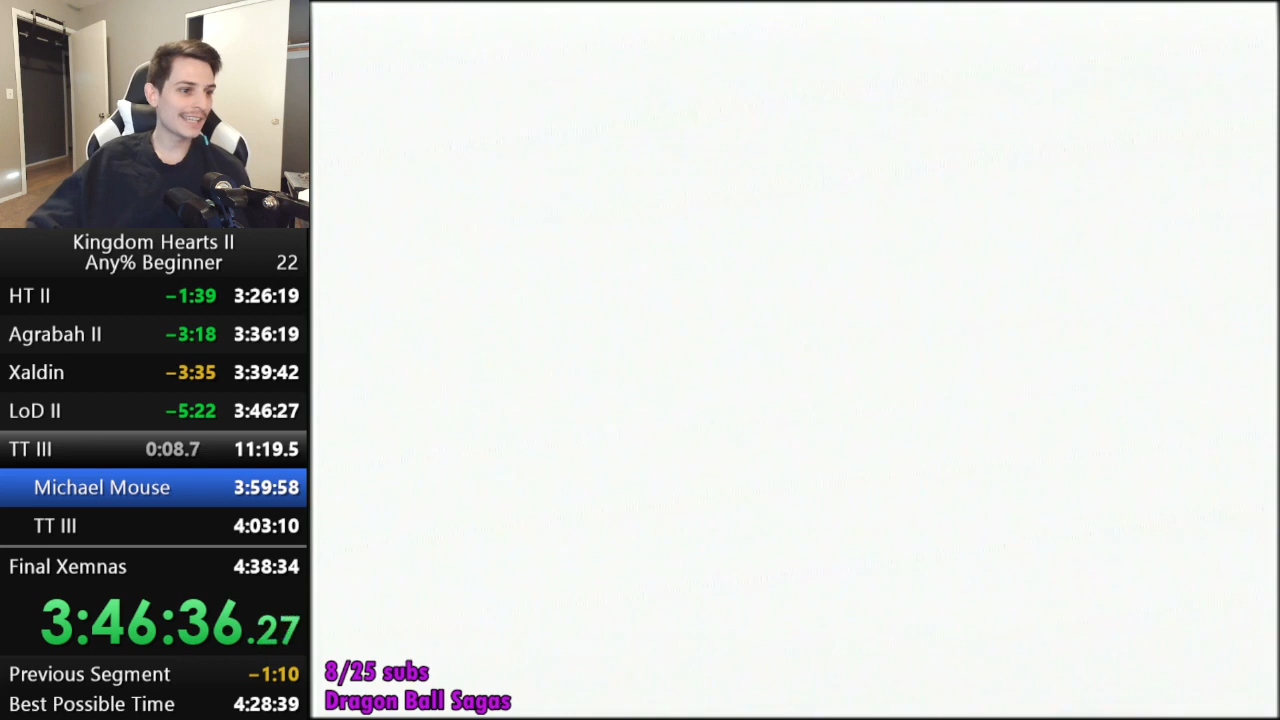 Kingdom Hearts II
Any% Beginner 22
HT II -1:39 3:26:19
Agrabah II -3:18 3:36:19
Xaldin -3:35 3:39:42
LoD II -5:22 3:46:27
TT III 0:08.7 11:19.5
Michael Mouse 3:59:58
TT III 4:03:10
Final Xemnas 4:38:34
3:46:36.27
Previous Segment -1:10
Best Possible Time 4:28:39
8/25 subs
Dragon Ball Sagas